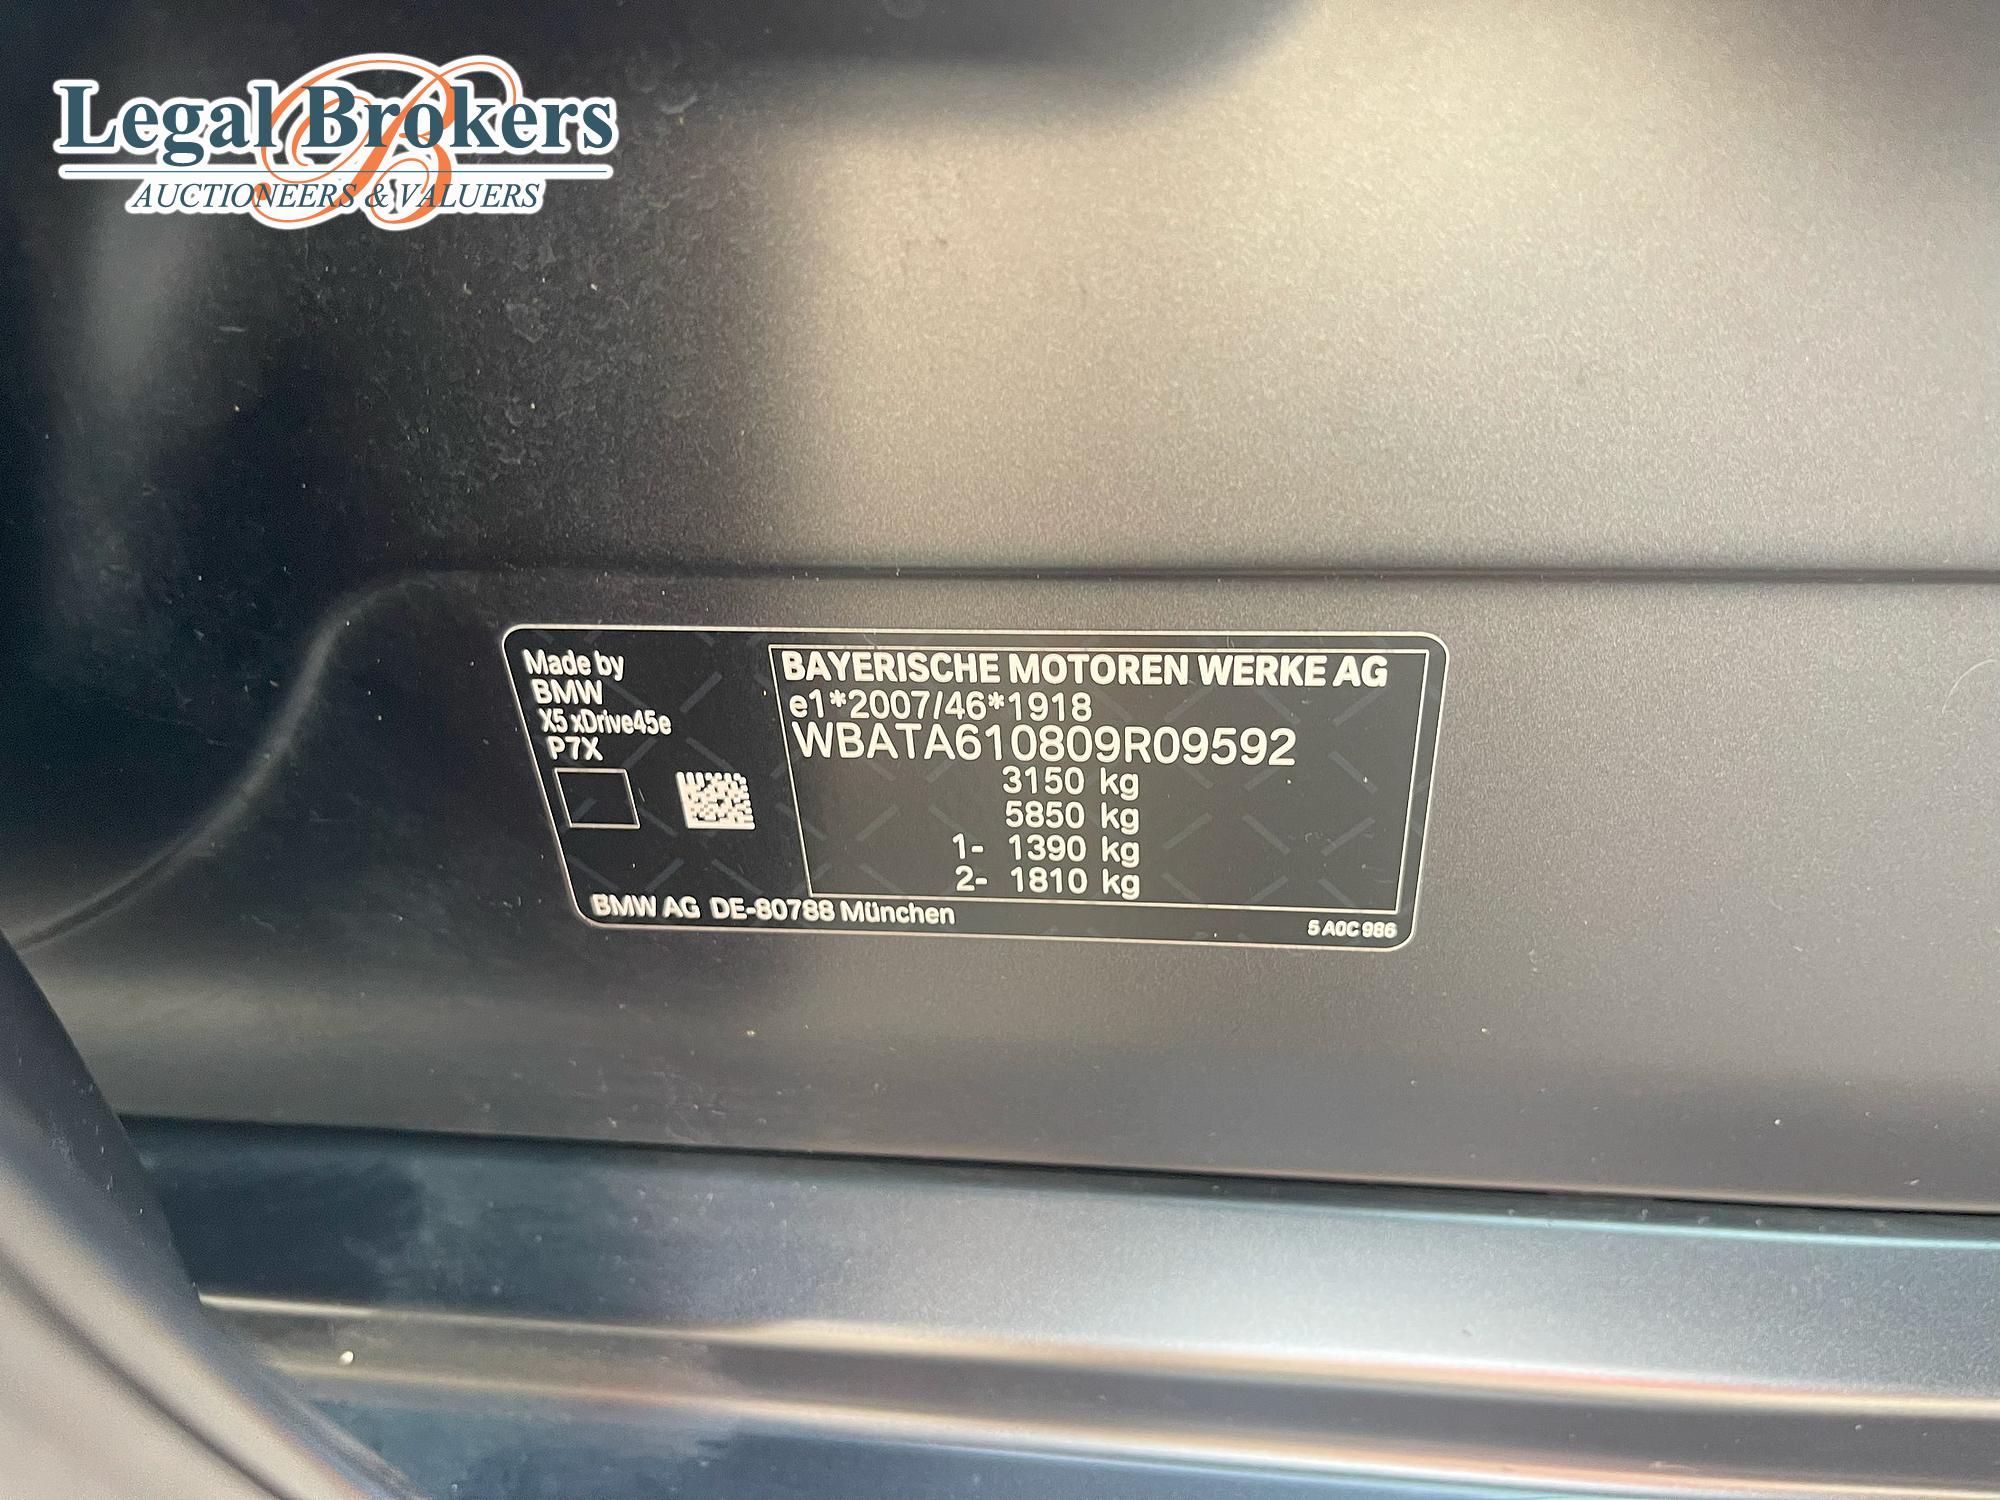 Legal Brokers
AUCTIONEERS & VALUERS
Made by
BMW
X5 xDrive45e
P7X
BAYERISCHE MOTOREN WERKE AG
e1*2007/46*1918
WBATA610809R09592
3150 kg
5850 kg
1- 1390 kg
2- 1810 kg
BMW AG DE-80788 München
5 A0C 986